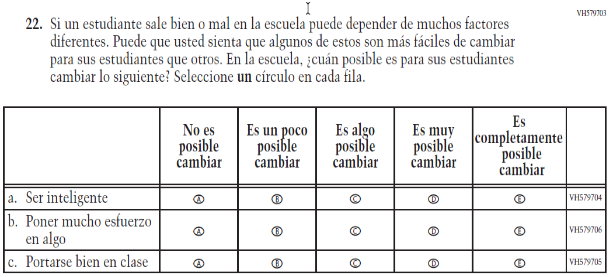 VH579703
22. Si un estudiante sale bien o mal en la escuela puede depender de muchos factores
diferentes. Puede que usted sienta que algunos de estos son más fáciles de cambiar
para sus estudiantes que otros. En la escuela, ¿cuán posible es para sus estudiantes
cambiar lo siguiente? Seleccione un círculo en cada fila.
No es
posible
cambiar
Es un poco
posible
cambiar
Es algo
posible
cambiar
Es muy
posible
cambiar
Es
completamente
posible
cambiar
a. Ser inteligente A B C D E VH579704
b. Poner mucho esfuerzo
en algo A B C D E VH579706
c. Portarse bien en clase A B C D E VH579705